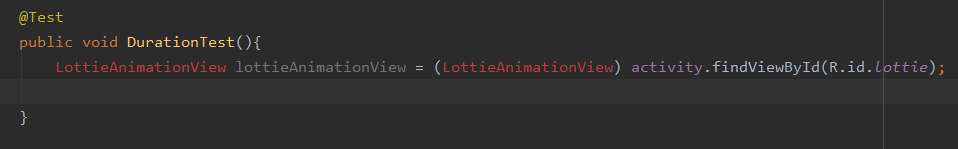 @Test
public void DurationTest(){
LottieAnimationView lottieAnimationView = (LottieAnimationView) activity.findViewById(R.id.lottie);
}